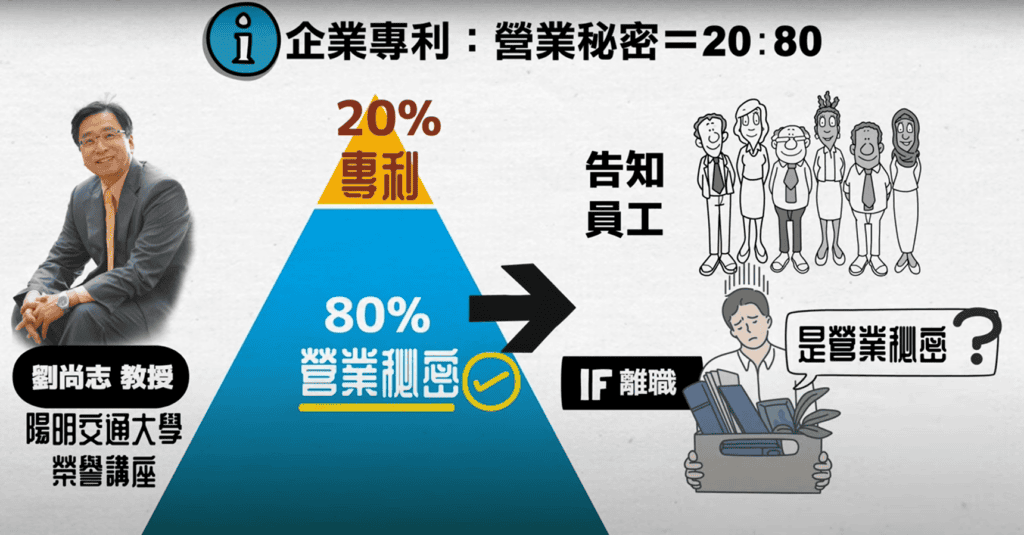 i 企業專利：營業秘密＝20:80
20%
專利
80%
營業秘密
告知
員工
IF 離職
是營業秘密?
劉尚志 教授
陽明交通大學
榮譽講座